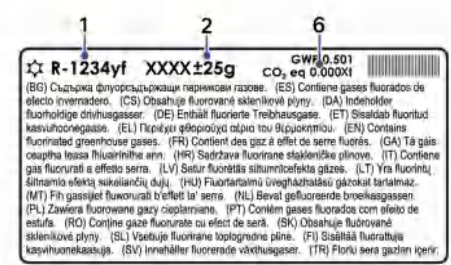 1 2 6
R-1234yf XXXX±25g GWP 0.501
CO₂ eq 0.000Xt
(BG) Съдържа флуорсъдържащи парникови газове. (ES) Contiene gases fluorados de
efecto invernadero. (CS) Obsahuje fluorované skleníkové plyny. (DA) Indeholder
fluorholdige drivhusgasser. (DE) Enthält fluorierte Treibhausgase. (ET) Sisaldab fluoritud
kasvuhoonegaase. (EL) Περιέχει φθοριούχα αέρια του θερμοκηπίου. (EN) Contains
fluorinated greenhouse gases. (FR) Contient des gaz à effet de serre fluorés. (GA) Tá gáis
ceaptha teasa fhluairínithe ann. (HR) Sadržava fluorirane stakleničke plinove. (IT) Contiene
gas fluorurati a effetto serra. (LV) Satur fluorētās siltumnīcefekta gāzes. (LT) Yra fluorintų
šiltnamio efektą sukeliančių dujų. (HU) Fluortartalmú üvegházhatású gázokat tartalmaz.
(MT) Fih gassijiet fluworurati b'effett ta' serra. (NL) Bevat gefluoreerde broeikasgassen.
(PL) Zawiera fluorowane gazy cieplarniane. (PT) Contém gases fluorados com efeito de
estufa. (RO) Conține gaze fluorurate cu efect de seră. (SK) Obsahuje fluórované
skleníkové plyny. (SL) Vsebuje fluorirane toplogredne pline. (FI) Sisältää fluorattuja
kasvihuonekaasuja. (SV) Innehåller fluorerade växthusgaser. (TR) Florlu sera gazları içerir.